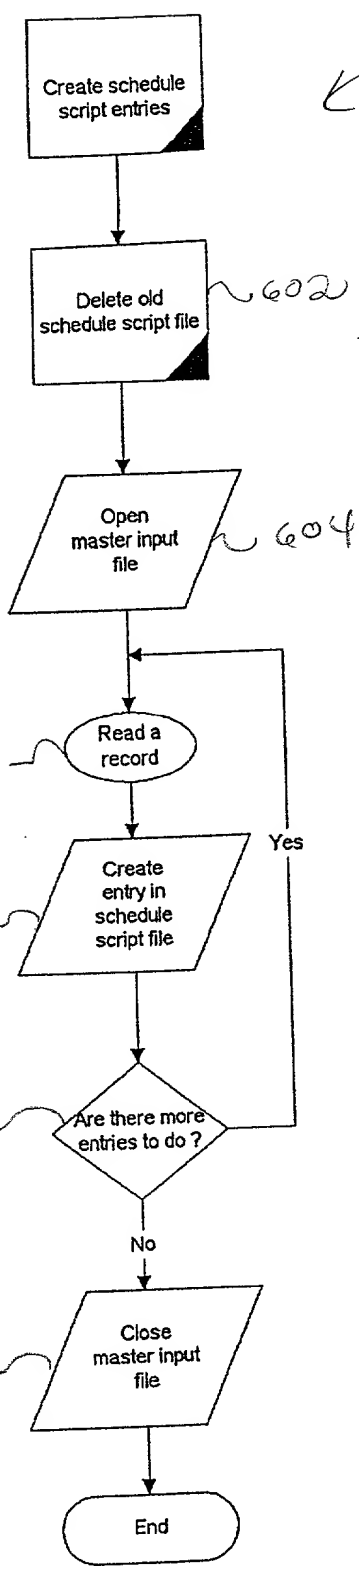 Create schedule
script entries
Delete old
schedule script file
602
Open
master input
file
604
Read a
record
Create
entry in
schedule
script file
Yes
Are there more
entries to do ?
No
Close
master input
file
End